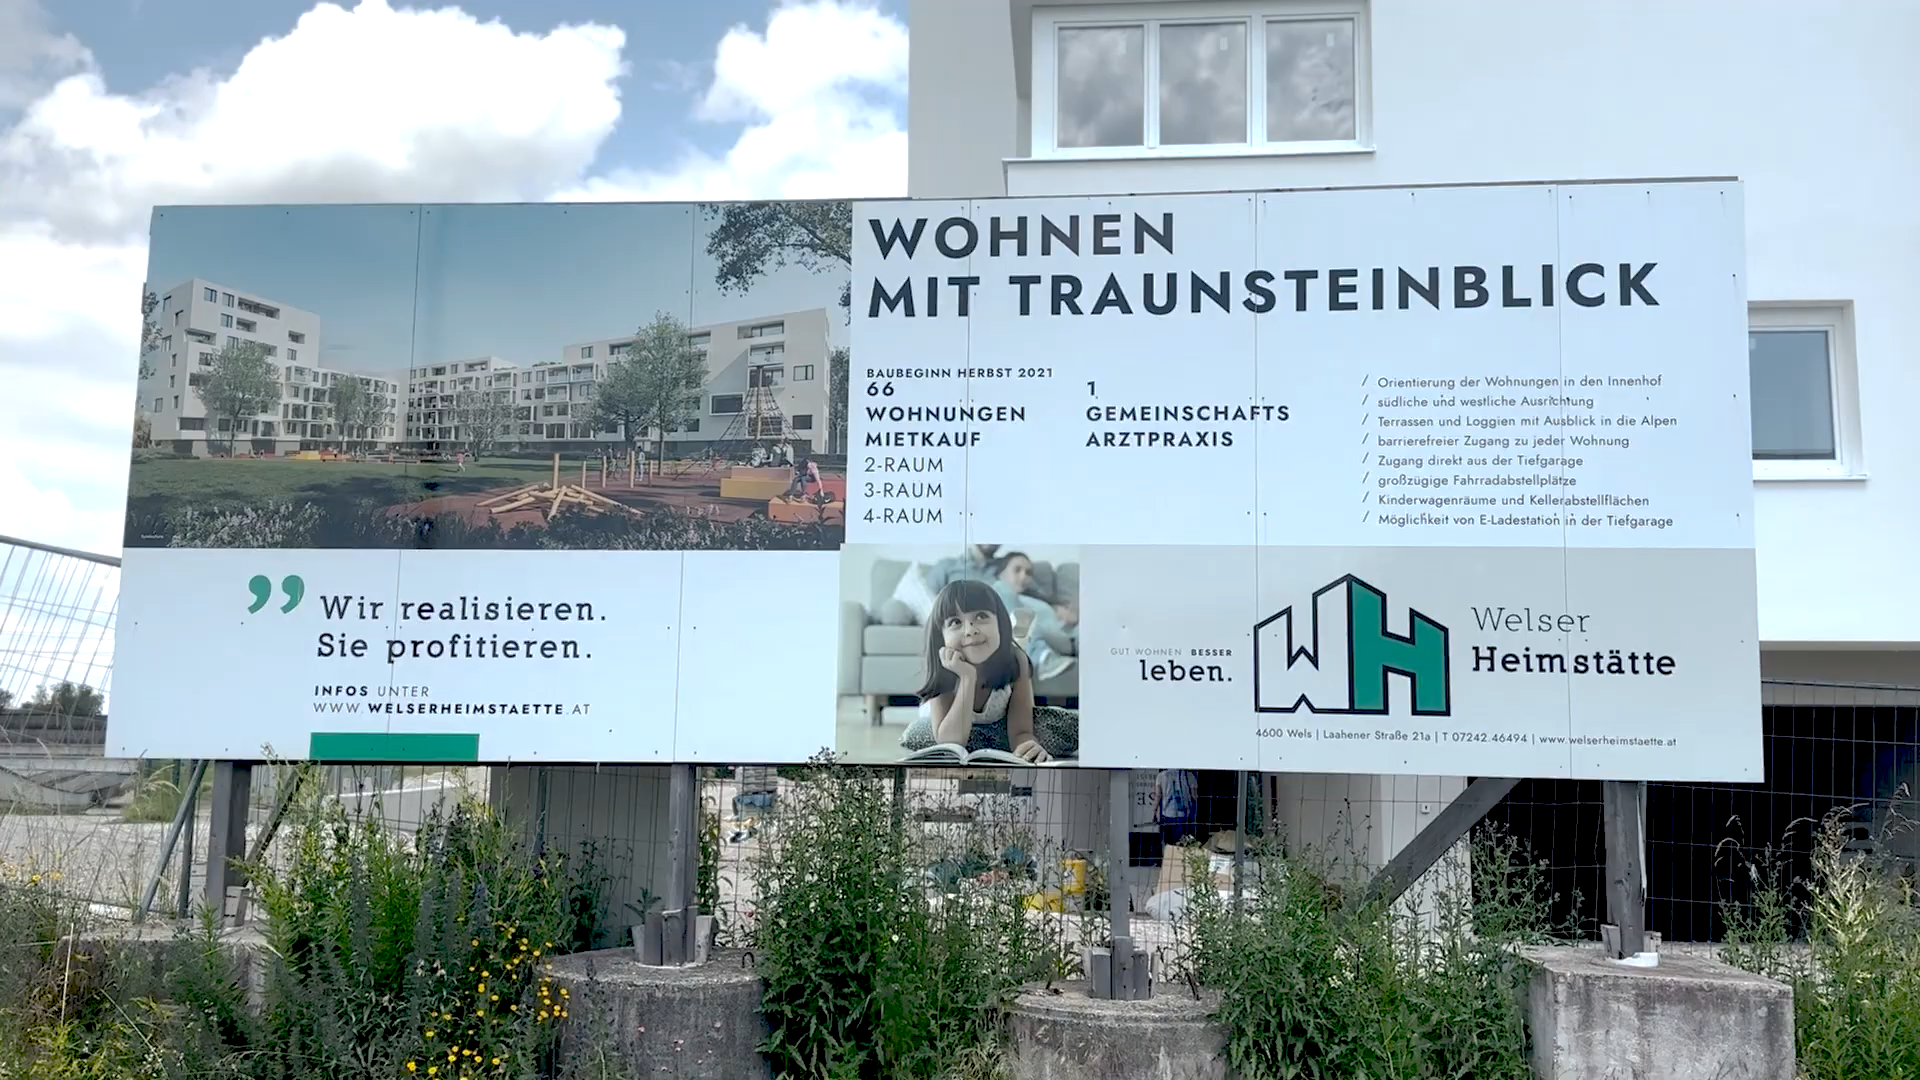 WOHNEN
MIT TRAUNSTEINBLICK
BAUBEGINN HERBST 2021
66
WOHNUNGEN
MIETKAUF
2-RAUM
3-RAUM
4-RAUM
1
GEMEINSCHAFTS
ARZTPRAXIS
/ Orientierung der Wohnungen in den Innenhof
/ südliche und westliche Ausrichtung
/ Terrassen und Loggien mit Ausblick in die Alpen
/ barrierefreier Zugang zu jeder Wohnung
/ Zugang direkt aus der Tiefgarage
/ großzügige Fahrradabstellplätze
/ Kinderwagenräume und Kellerabstellflächen
/ Möglichkeit von E-Ladestation in der Tiefgarage
” Wir realisieren.
Sie profitieren.
INFOS UNTER
WWW.WELSERHEIMSTAETTE.AT
GUT WOHNEN BESSER
leben.
WH
Welser
Heimstätte
4600 Wels | Laahener Straße 21a | T 07242.46494 | www.welserheimstaette.at